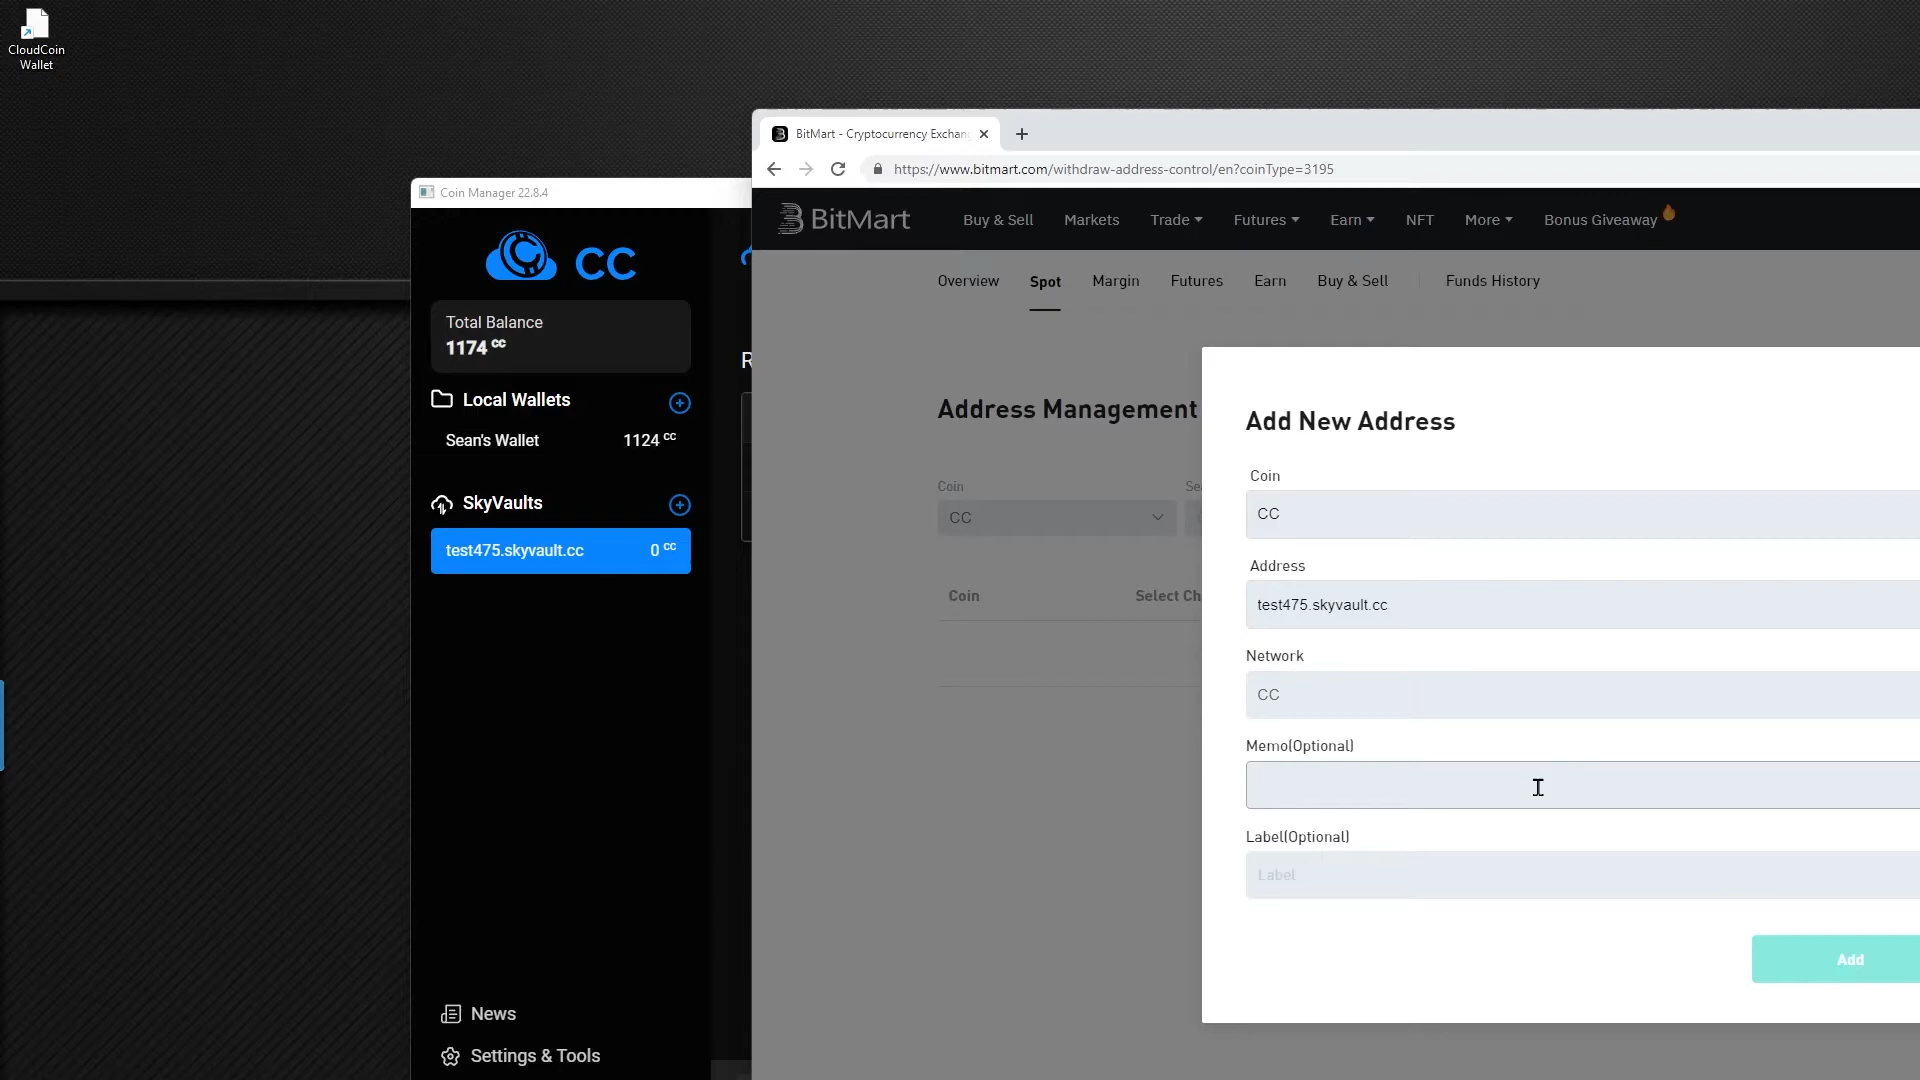 CloudCoin
Wallet
Coin Manager 22.8.4
CC
Total Balance
1174 cc
Local Wallets
Sean's Wallet 1124 cc
SkyVaults
test475.skyvault.cc 0 cc
News
Settings & Tools
R
BitMart - Cryptocurrency Exchan
https://www.bitmart.com/withdraw-address-control/en?coinType=3195
BitMart Buy & Sell Markets Trade Futures Earn NFT More Bonus Giveaway
Overview Spot Margin Futures Earn Buy & Sell Funds History
Address Management
Coin Se
CC
Coin Select Ch
Add New Address
Coin
CC
Address
test475.skyvault.cc
Network
CC
Memo(Optional)
Label(Optional)
Label
Add